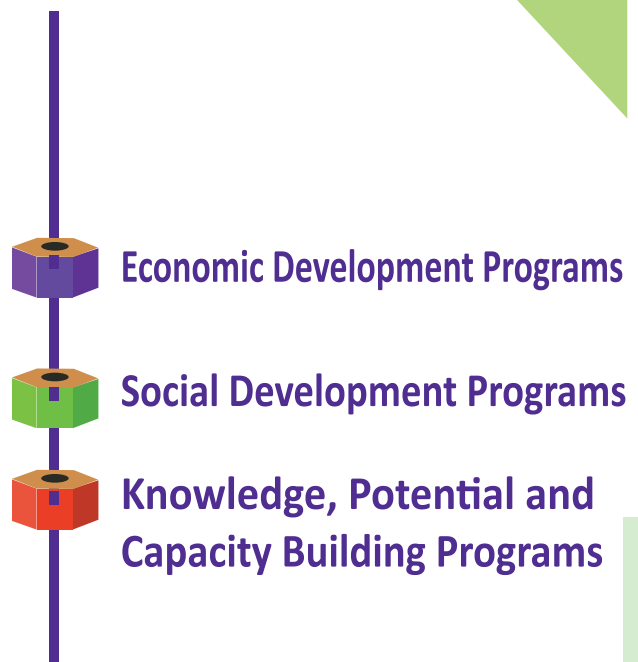 Economic Development Programs
Social Development Programs
Knowledge, Potential and
Capacity Building Programs